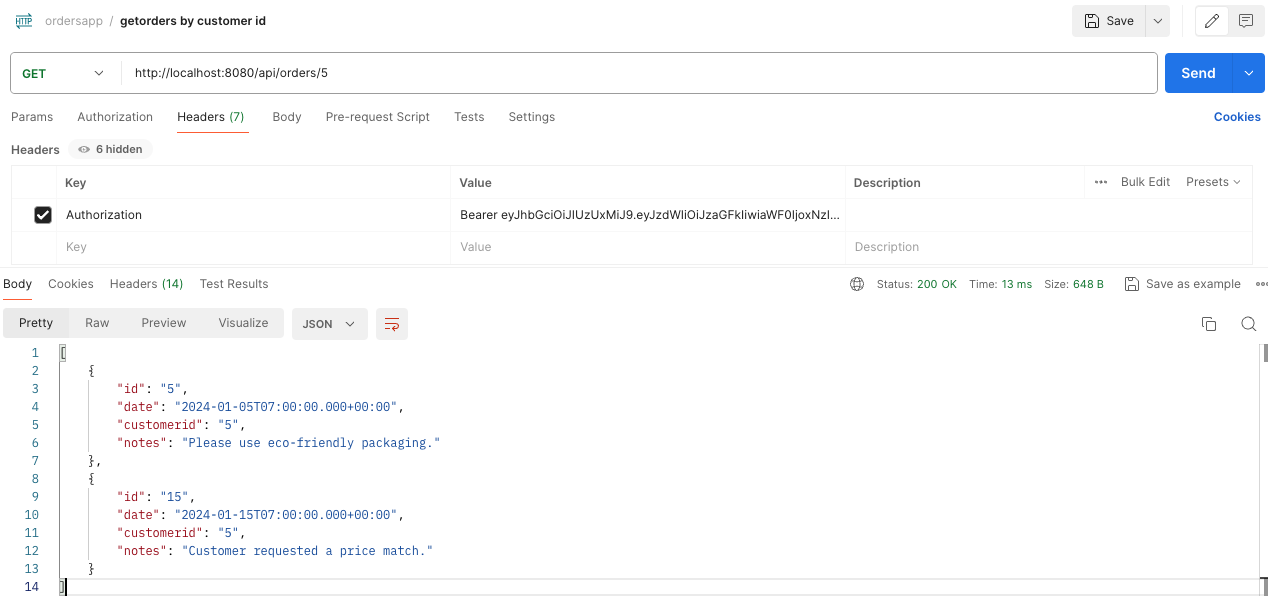 HTTP ordersapp / getorders by customer id Save
GET http://localhost:8080/api/orders/5 Send
Params Authorization Headers (7) Body Pre-request Script Tests Settings Cookies
Headers 6 hidden
Key Value Description ••• Bulk Edit Presets
Authorization Bearer eyJhbGciOiJIUzUxMiJ9.eyJzdWIiOiJzaGFkIiwiaWF0IjoxNzI...
Key Value Description
Body Cookies Headers (14) Test Results Status: 200 OK Time: 13 ms Size: 648 B Save as example •••
Pretty Raw Preview Visualize JSON
1 [
2 {
3 "id": "5",
4 "date": "2024-01-05T07:00:00.000+00:00",
5 "customerid": "5",
6 "notes": "Please use eco-friendly packaging."
7 },
8 {
9 "id": "15",
10 "date": "2024-01-15T07:00:00.000+00:00",
11 "customerid": "5",
12 "notes": "Customer requested a price match."
13 }
14 ]